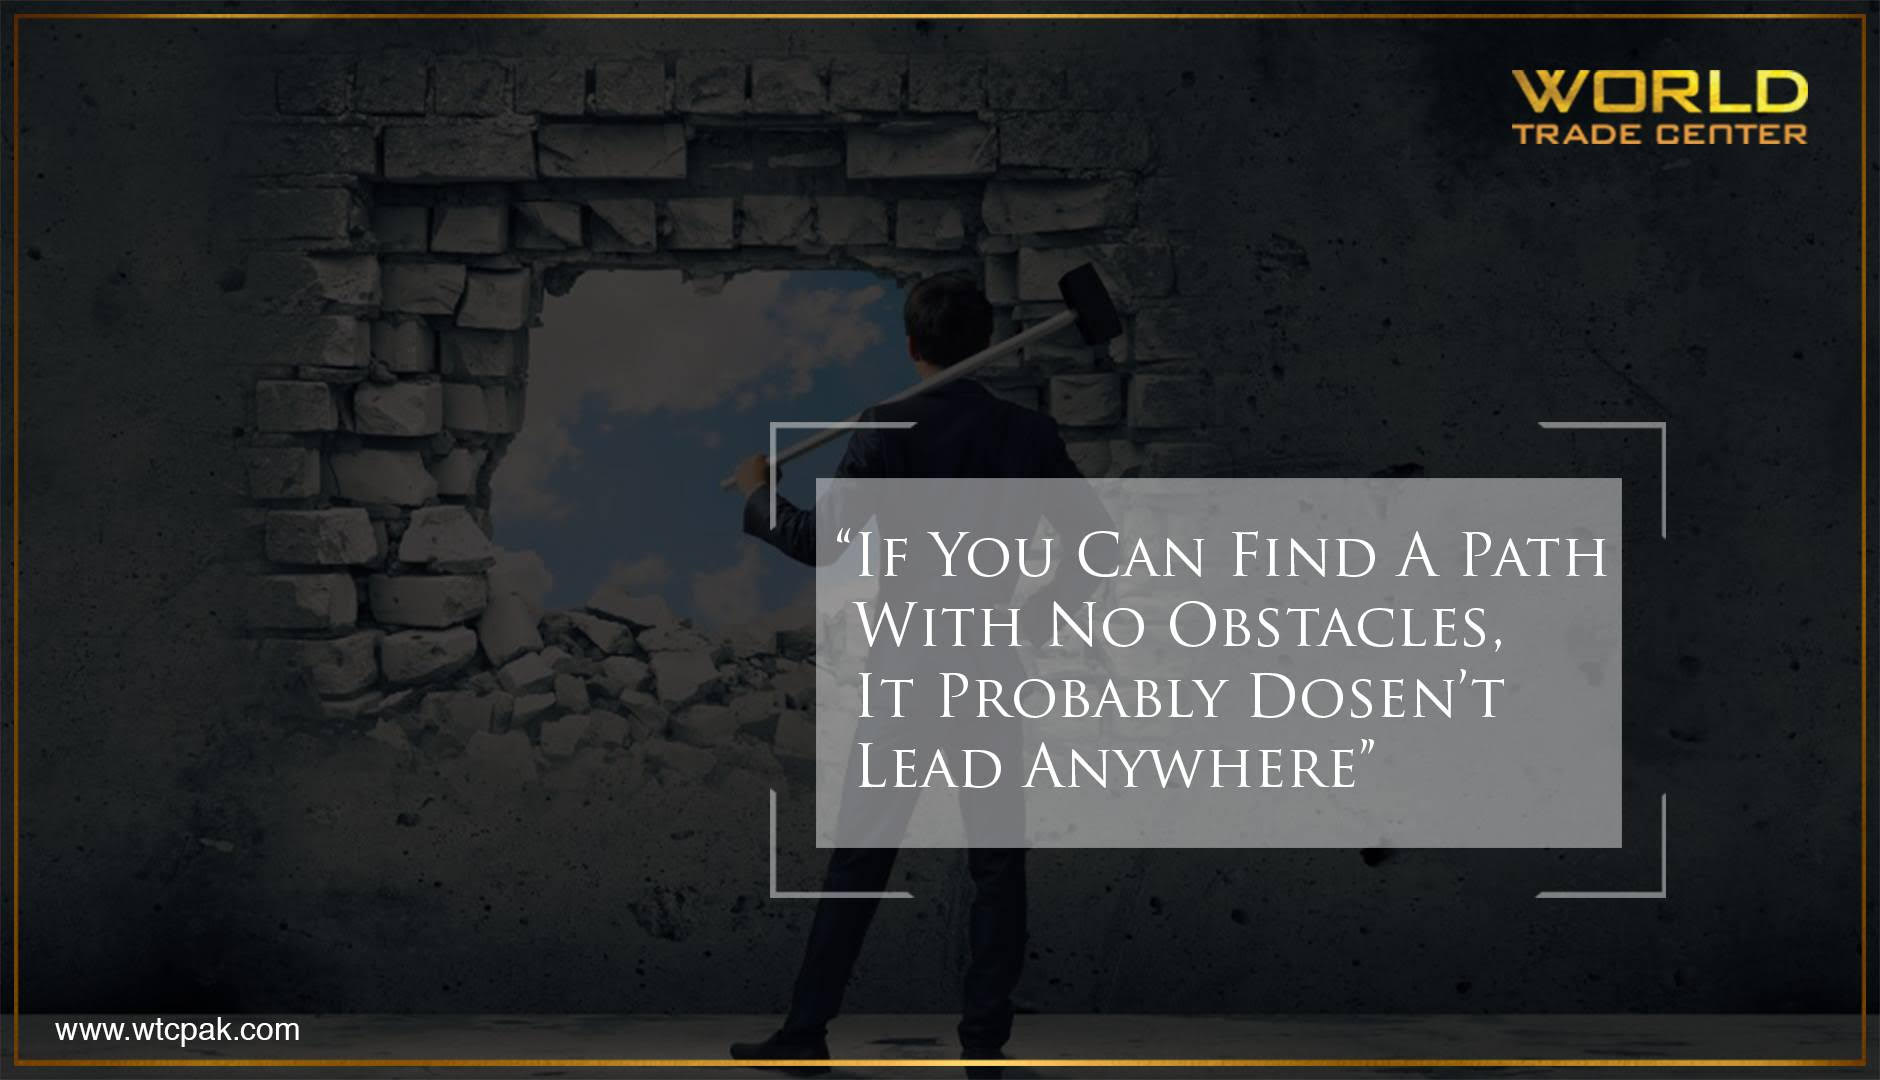 WORLD
TRADE CENTER
“If You Can Find A Path
With No Obstacles,
It Probably Dosen’t
Lead Anywhere”
www.wtcpak.com